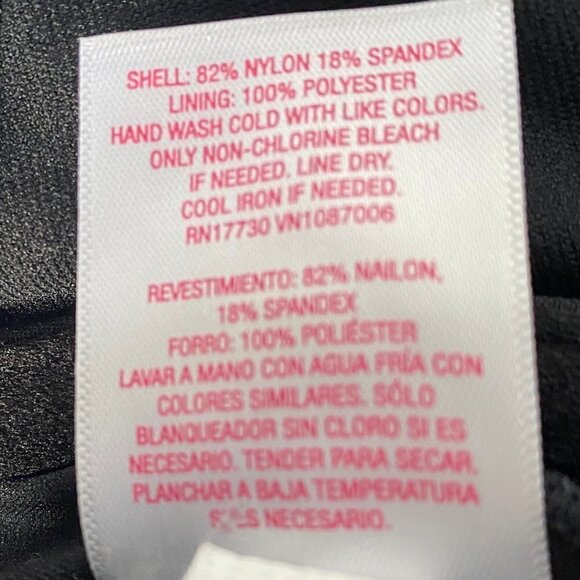 SHELL: 82% NYLON 18% SPANDEX
LINING: 100% POLYESTER
HAND WASH COLD WITH LIKE COLORS.
ONLY NON-CHLORINE BLEACH
IF NEEDED. LINE DRY.
COOL IRON IF NEEDED.
RN17730 VN1087006
REVESTIMIENTO: 82% NAILON,
18% SPANDEX
FORRO: 100% POLIÉSTER
LAVAR A MANO CON AGUA FRÍA CON
COLORES SIMILARES. SÓLO
BLANQUEADOR SIN CLORO SI ES
NECESARIO. TENDER PARA SECAR.
PLANCHAR A BAJA TEMPERATURA
NECESARIO.